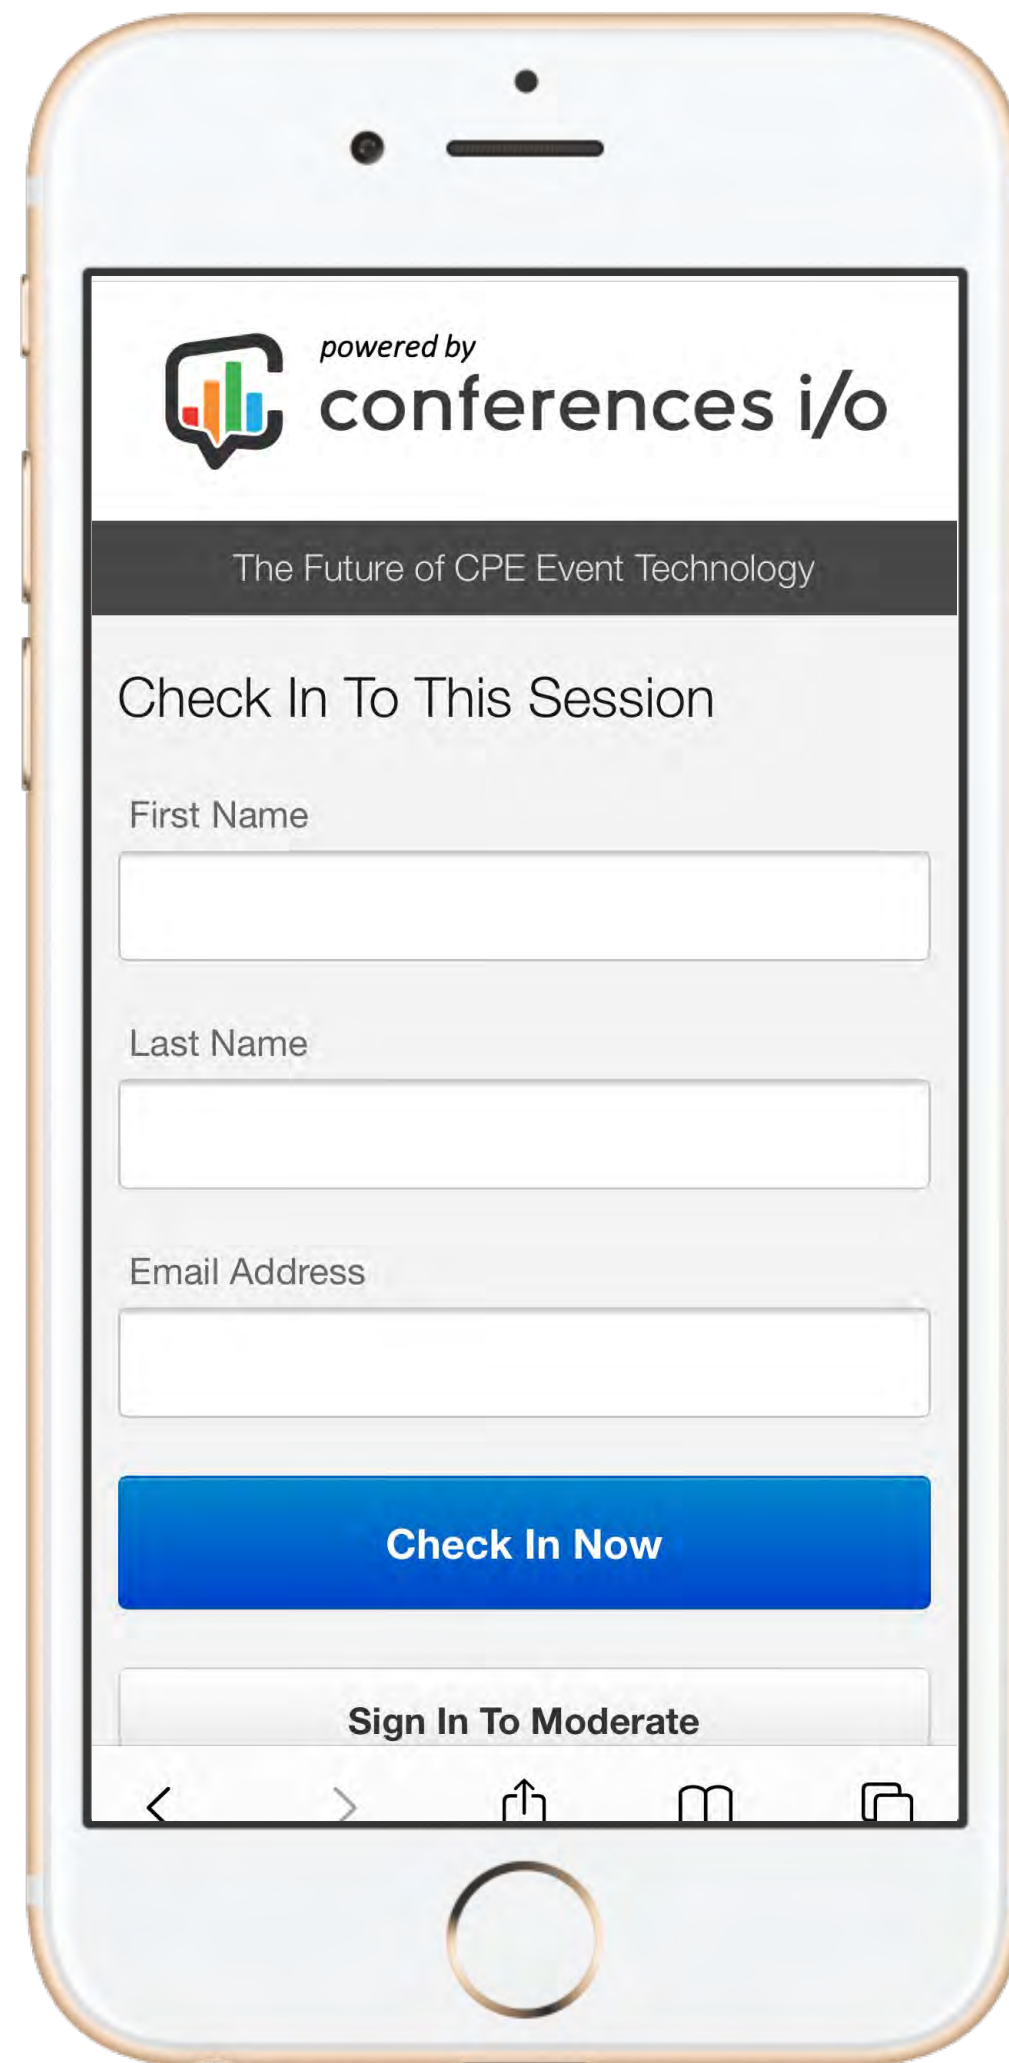 powered by
conferences i/o
The Future of CPE Event Technology
Check In To This Session
First Name
Last Name
Email Address
Check In Now
Sign In To Moderate